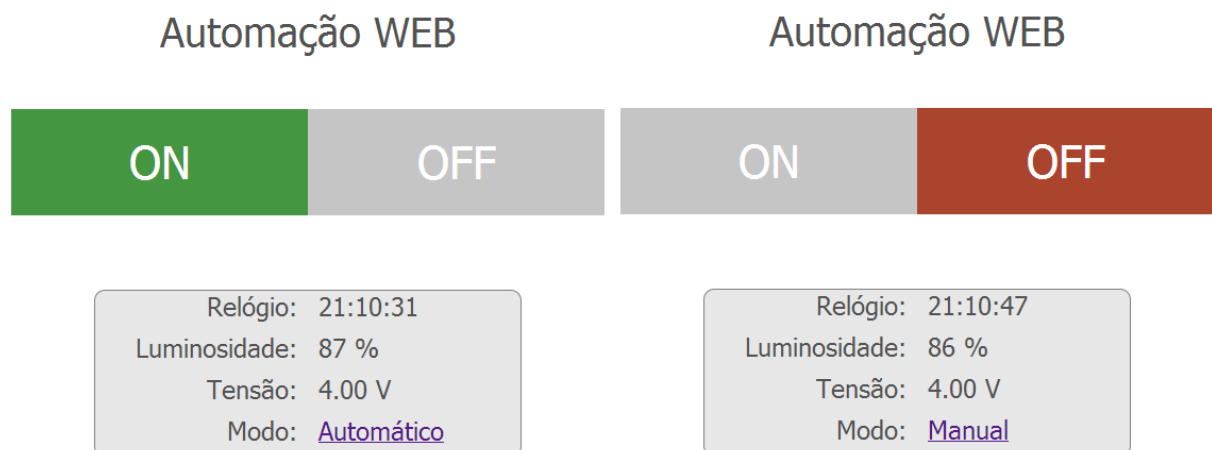 Automação WEB
ON OFF
Relógio: 21:10:31
Luminosidade: 87 %
Tensão: 4.00 V
Modo: Automático
Automação WEB
ON OFF
Relógio: 21:10:47
Luminosidade: 86 %
Tensão: 4.00 V
Modo: Manual